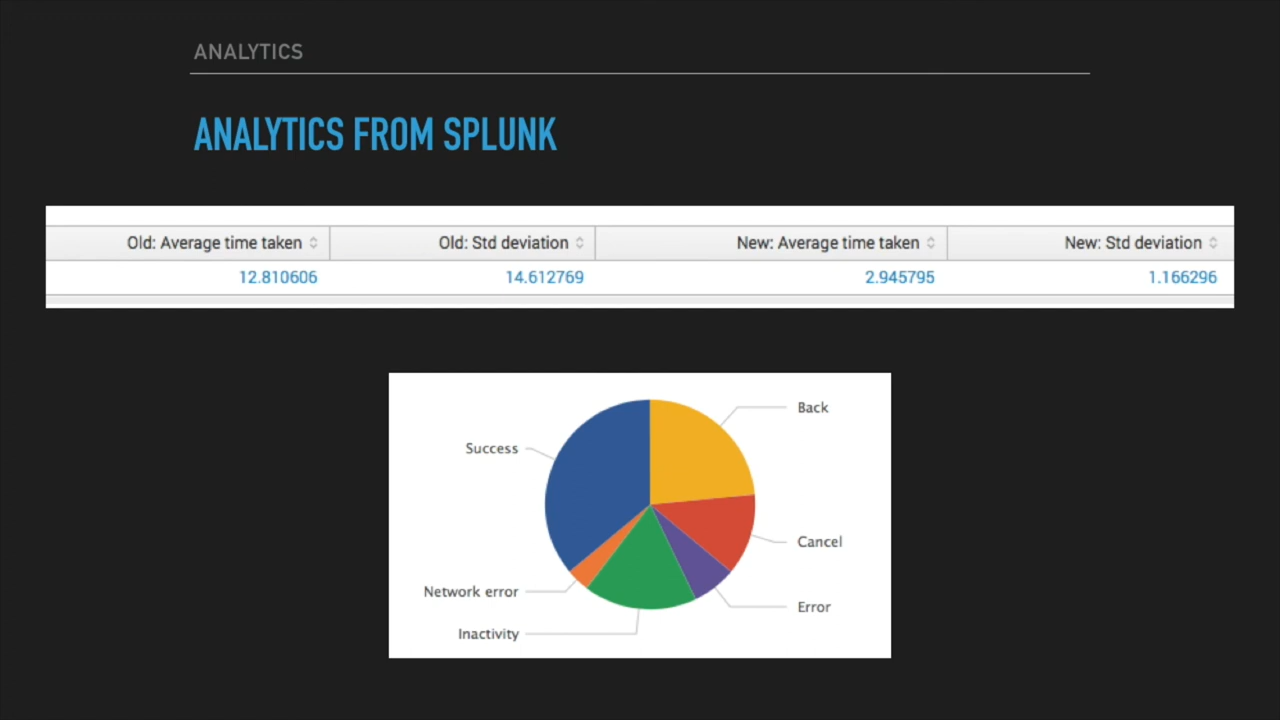 ANALYTICS
ANALYTICS FROM SPLUNK
Old: Average time taken Old: Std deviation New: Average time taken New: Std deviation
12.810606 14.612769 2.945795 1.166296
Back
Success
Cancel
Network error
Error
Inactivity